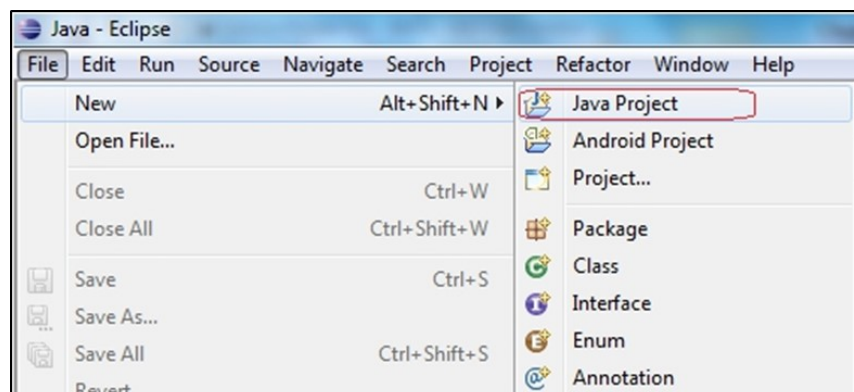 Java - Eclipse
File Edit Run Source Navigate Search Project Refactor Window Help
New Alt+Shift+N
Open File...
Close Ctrl+W
Close All Ctrl+Shift+W
Save Ctrl+S
Save As...
Save All Ctrl+Shift+S
Revert
Java Project
Android Project
Project...
Package
Class
Interface
Enum
Annotation